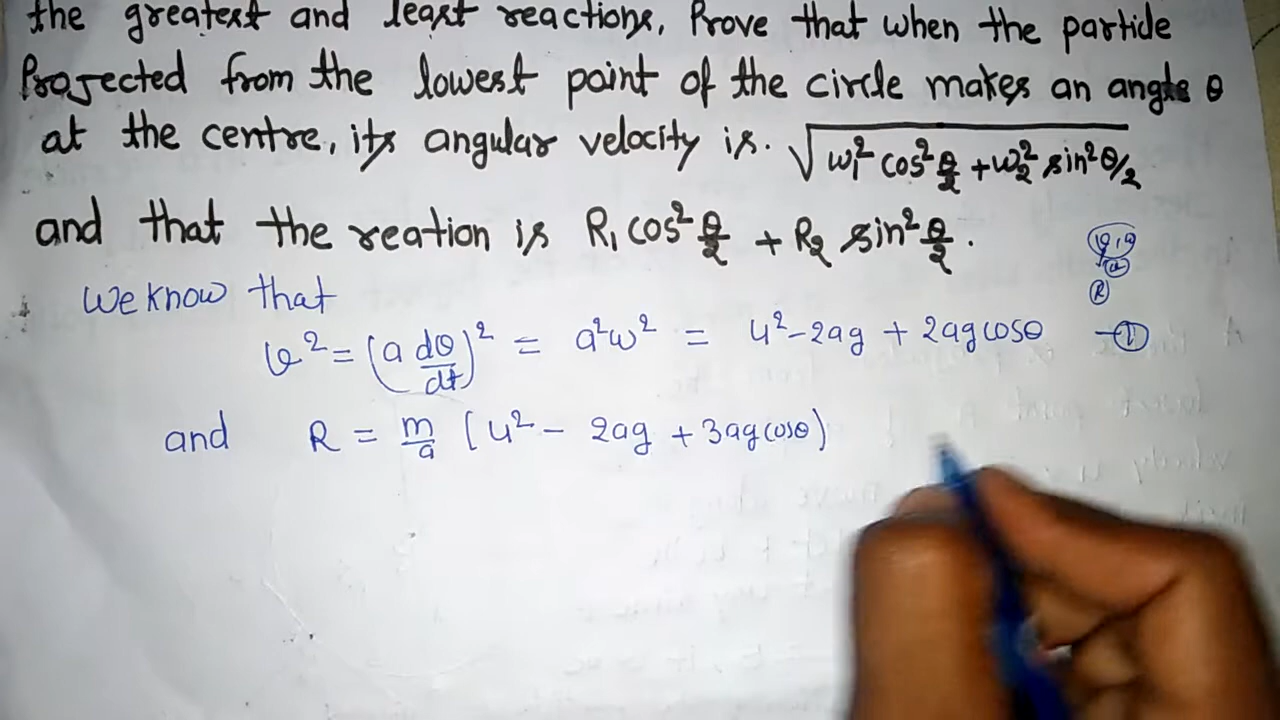 the greatest and least reactions, Prove that when the particle
Projected from the lowest point of the circle makes an angle θ
at the centre, its angular velocity is. √(ω₁² cos² θ/2 + ω₂² sin² θ/2)
and that the reation is R₁ cos² θ/2 + R₂ sin² θ/2 .
We know that
v² = (a dθ/dt)² = a²ω² = u² - 2ag + 2ag cosθ —①
and R = m/a [u² - 2ag + 3ag cosθ)